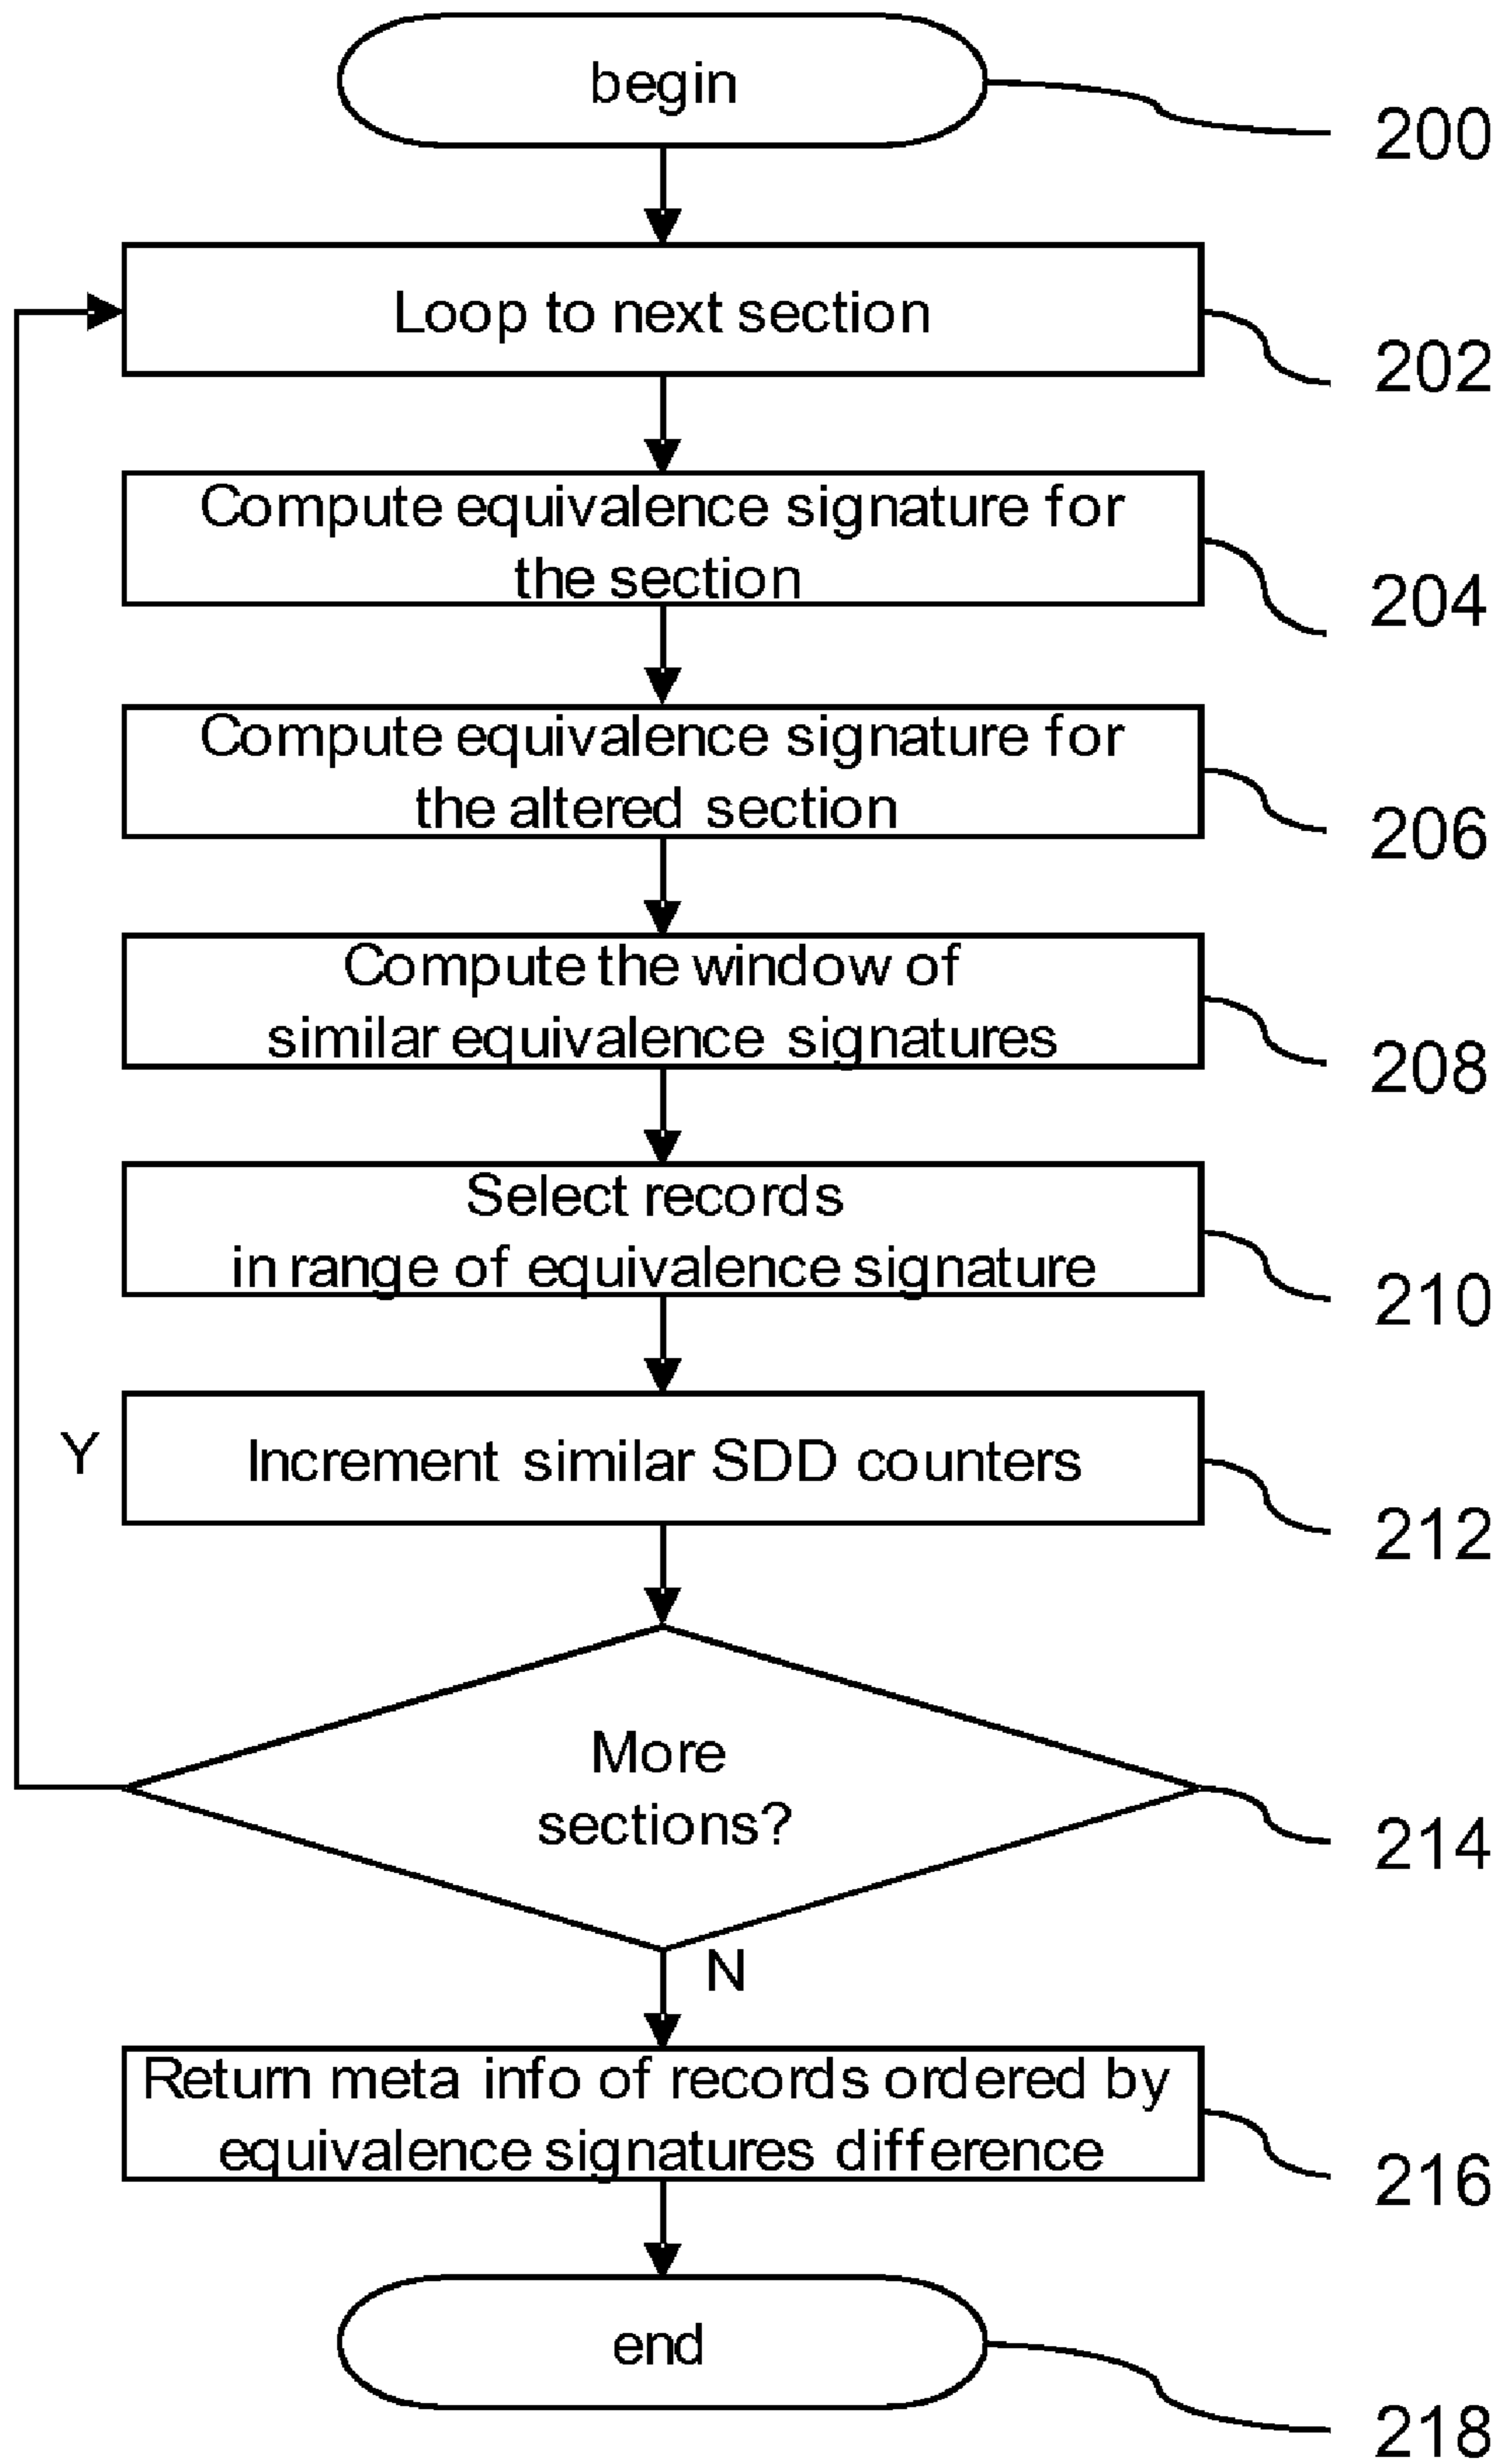 begin
200
Loop to next section
202
Compute equivalence signature for
the section
204
Compute equivalence signature for
the altered section
206
Compute the window of
similar equivalence signatures
208
Select records
in range of equivalence signature
210
Y
Increment similar SDD counters
212
More
sections?
214
N
Return meta info of records ordered by
equivalence signatures difference
216
end
218